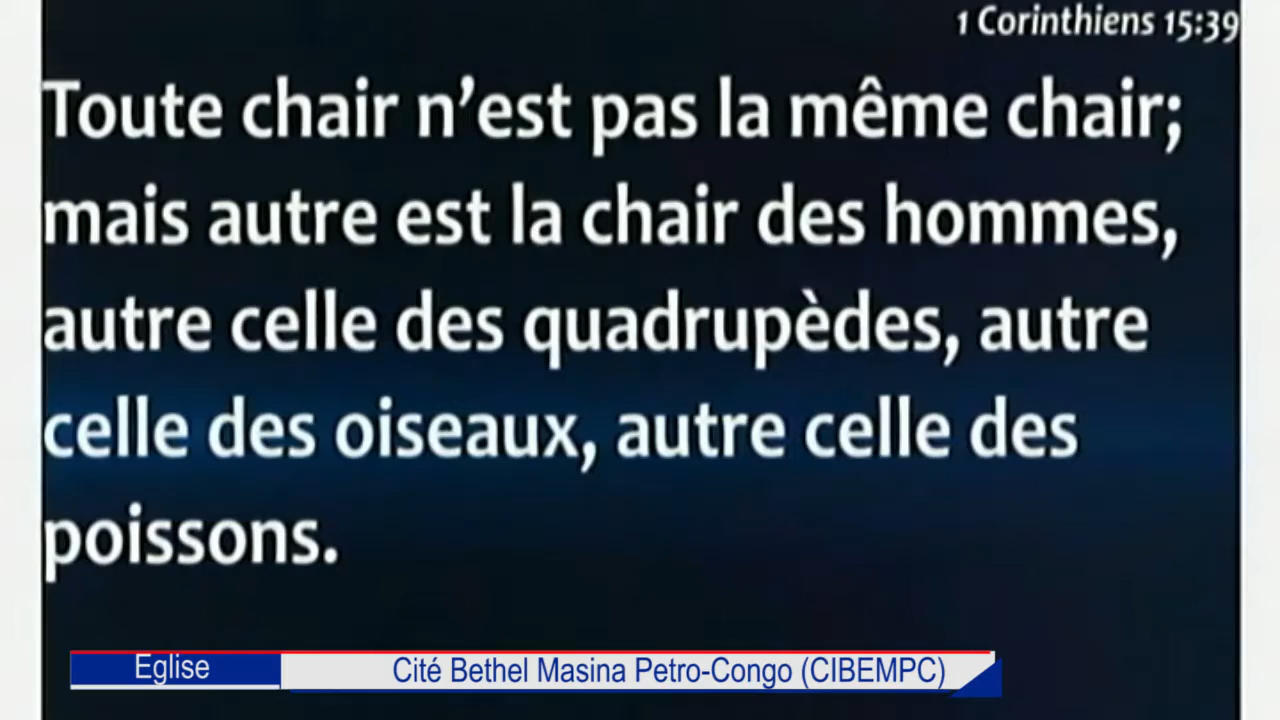 1 Corinthiens 15:39
Toute chair n’est pas la même chair;
mais autre est la chair des hommes,
autre celle des quadrupèdes, autre
celle des oiseaux, autre celle des
poissons.
Eglise
Cité Bethel Masina Petro-Congo (CIBEMPC)